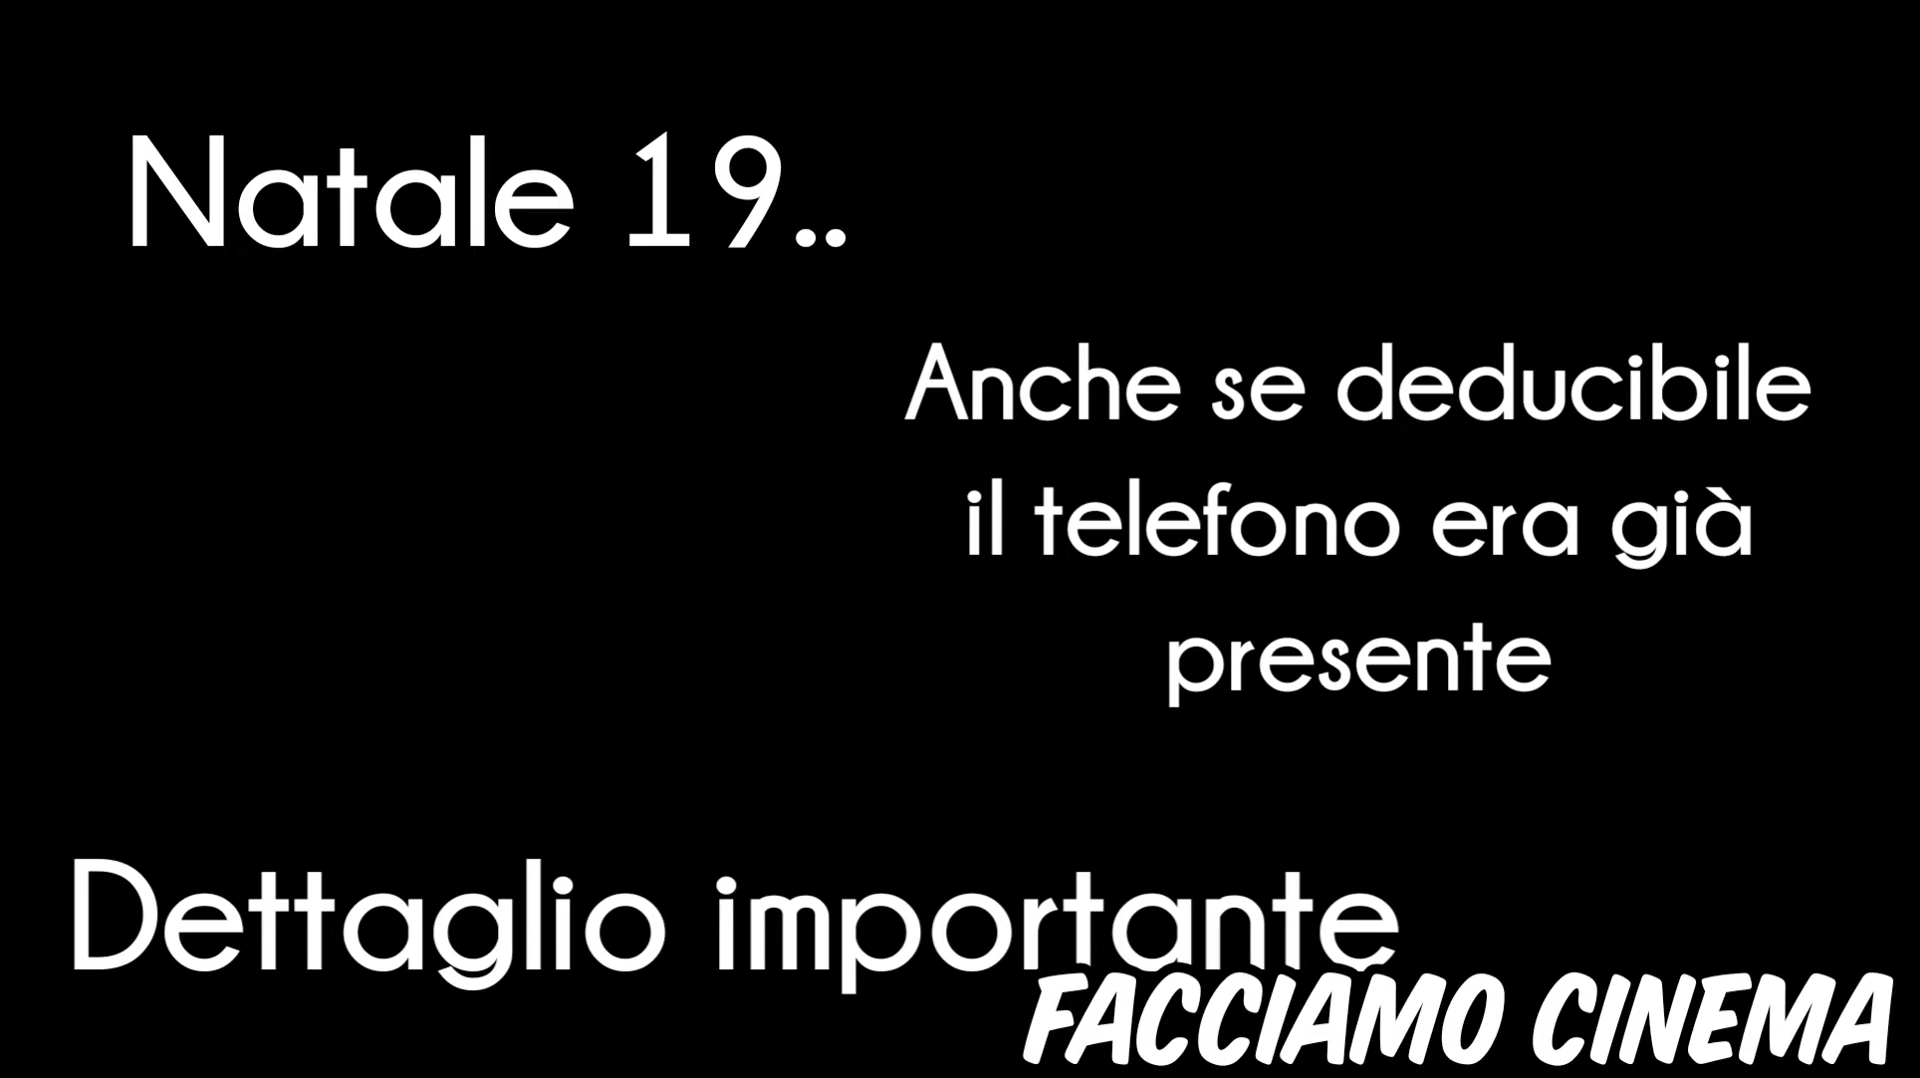 Natale 19..
Anche se deducibile
il telefono era già
presente
Dettaglio importante
FACCIAMO CINEMA